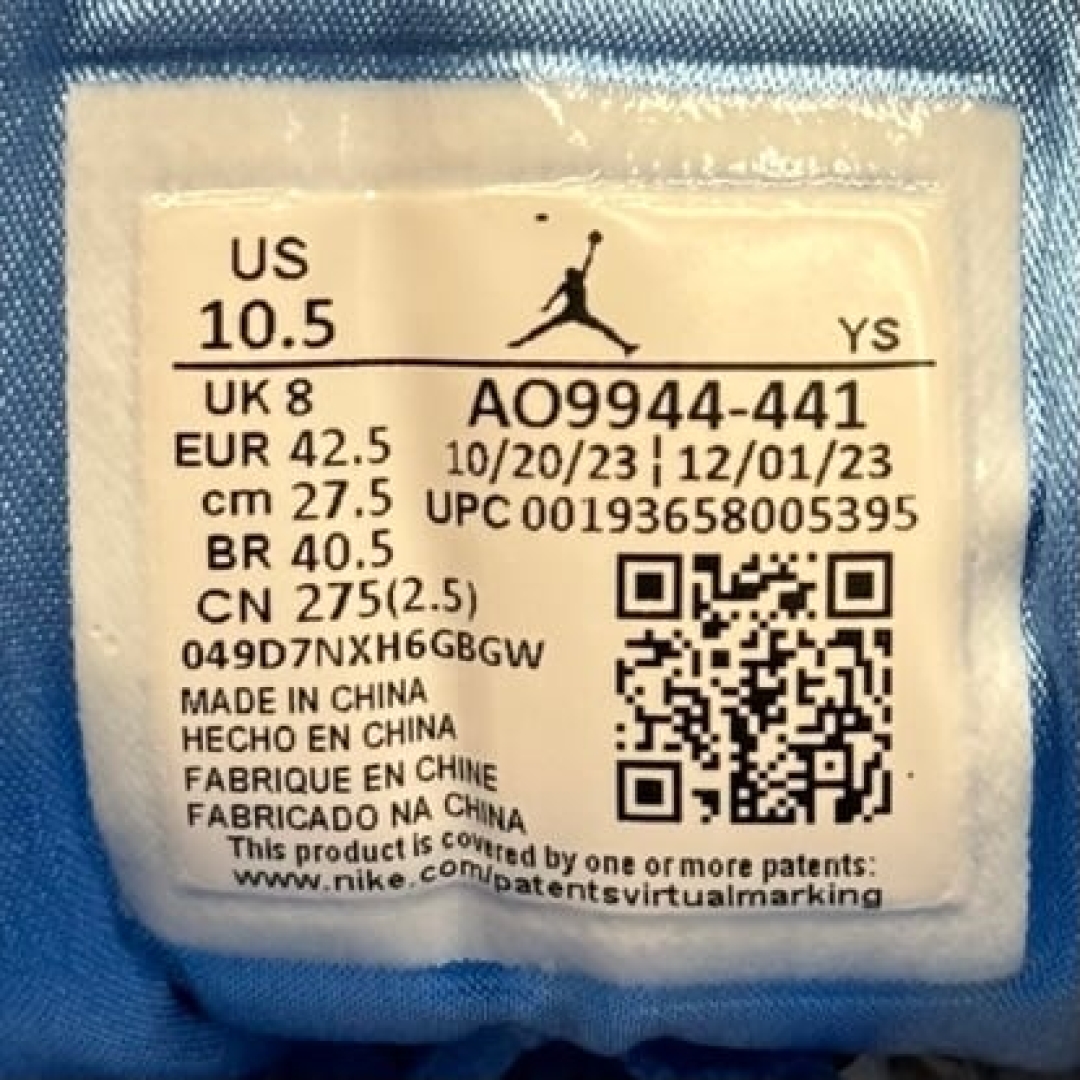 US
10.5
YS
UK 8
EUR 42.5
cm 27.5
BR 40.5
CN 275(2.5)
AO9944-441
10/20/23 ¦ 12/01/23
UPC 00193658005395
049D7NXH6GBGW
MADE IN CHINA
HECHO EN CHINA
FABRIQUE EN CHINE
FABRICADO NA CHINA
This product is covered by one or more patents:
www.nike.com/patentsvirtualmarking